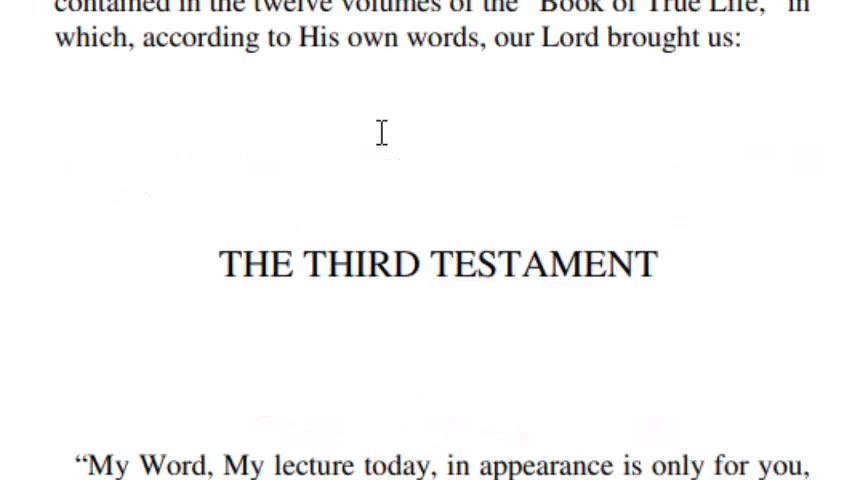 contained in the twelve volumes of the "Book of True Life," in
which, according to His own words, our Lord brought us:
THE THIRD TESTAMENT
“My Word, My lecture today, in appearance is only for you,